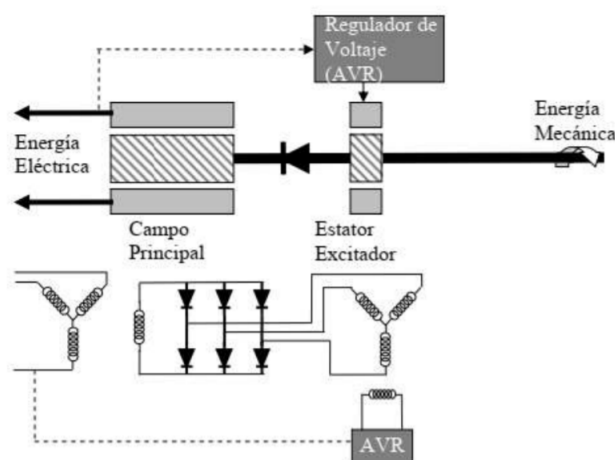 Regulador de
Voltaje
(AVR)
Energía
Eléctrica
Energía
Mecánica
Campo
Principal
Estator
Excitador
AVR